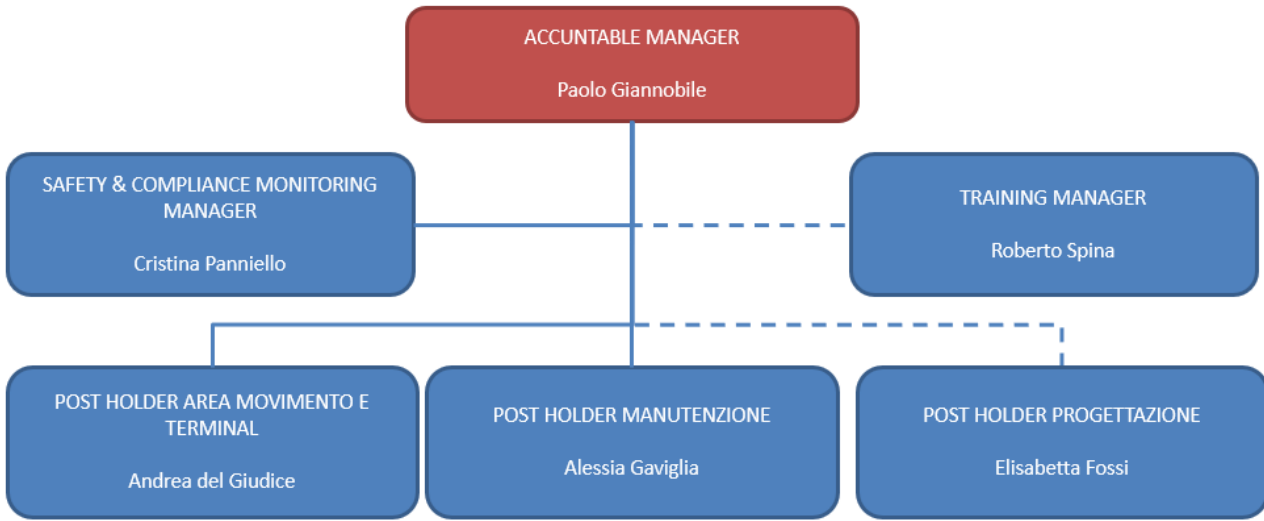 ACCUNTABLE MANAGER
Paolo Giannobile
SAFETY & COMPLIANCE MONITORING
MANAGER
Cristina Panniello
TRAINING MANAGER
Roberto Spina
POST HOLDER AREA MOVIMENTO E
TERMINAL
Andrea del Giudice
POST HOLDER MANUTENZIONE
Alessia Gaviglia
POST HOLDER PROGETTAZIONE
Elisabetta Fossi